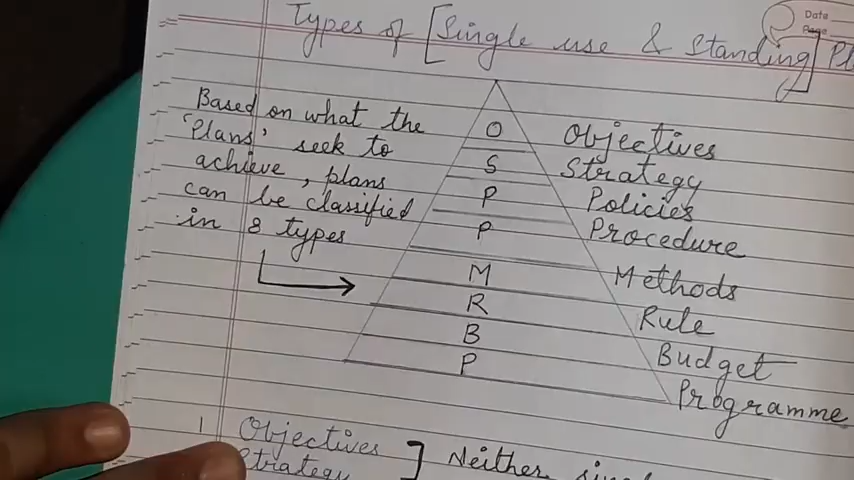 Date
Page
Types of [Single use & Standing]
Based on what the
'Plans' seek to
achieve, plans
can be classified
in 8 types
O Objectives
S Strategy
P Policies
P Procedure
M Methods
R Rule
B Budget
P Programme
1 Objectives
Strategy ] Neither